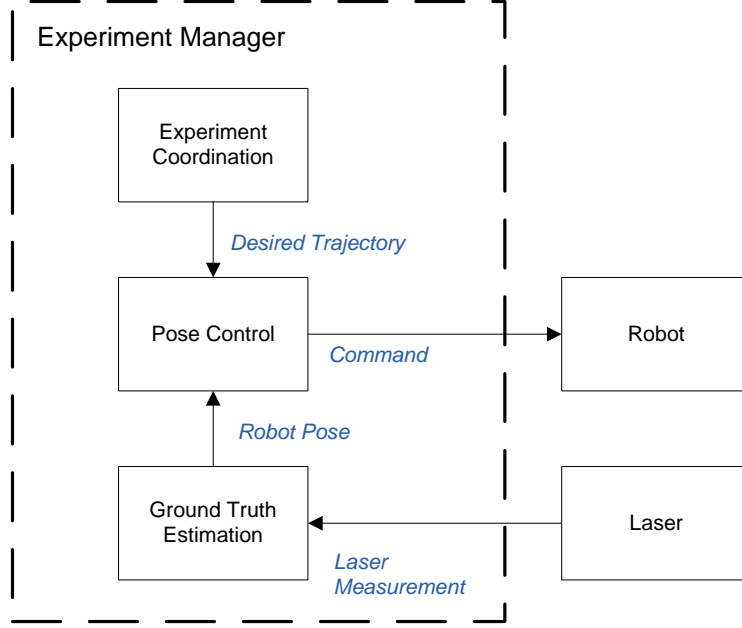 Experiment Manager
Experiment
Coordination
Desired Trajectory
Pose Control
Command
Robot
Robot Pose
Ground Truth
Estimation
Laser
Laser
Measurement